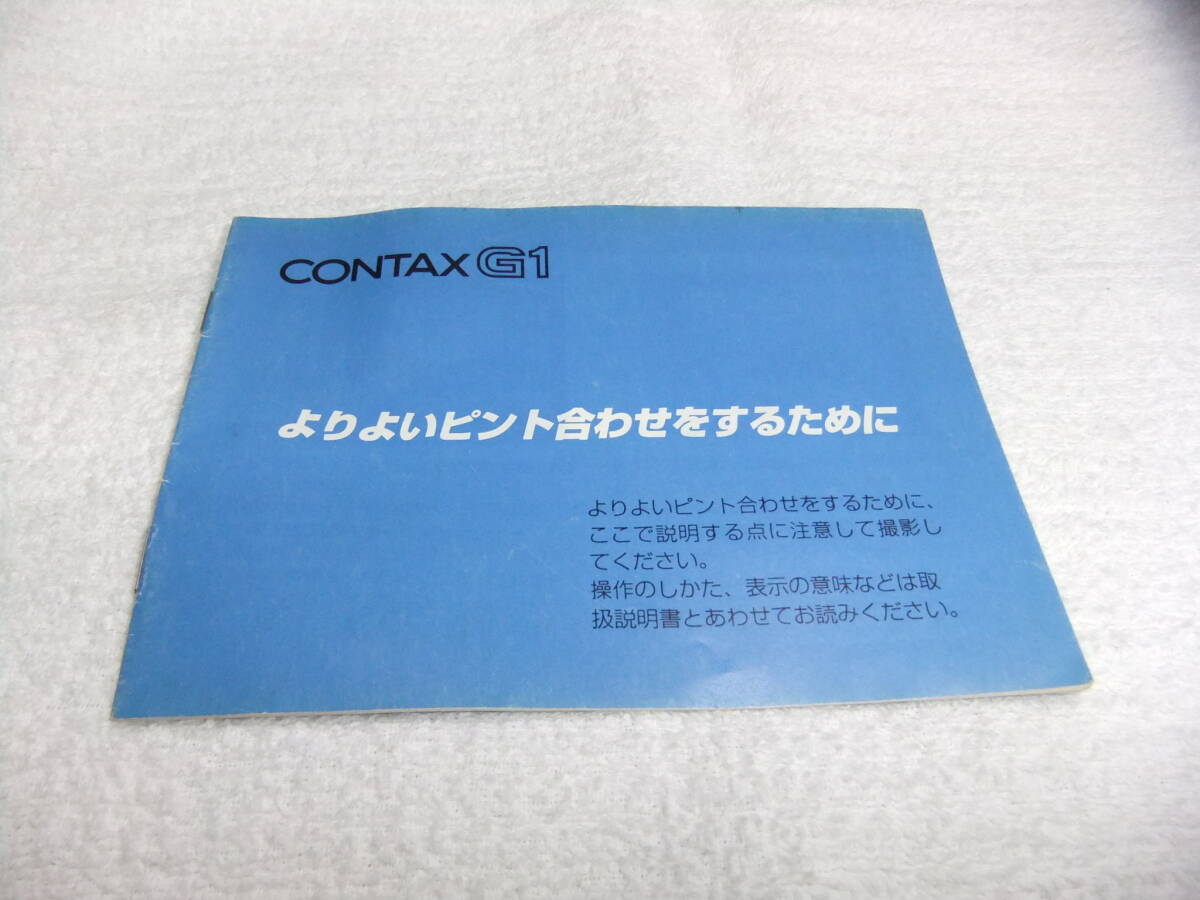 CONTAX G1
よりよいピント合わせをするために
よりよいピント合わせをするために、
ここで説明する点に注意して撮影し
てください。
操作のしかた、表示の意味などは取
扱説明書とあわせてお読みください。